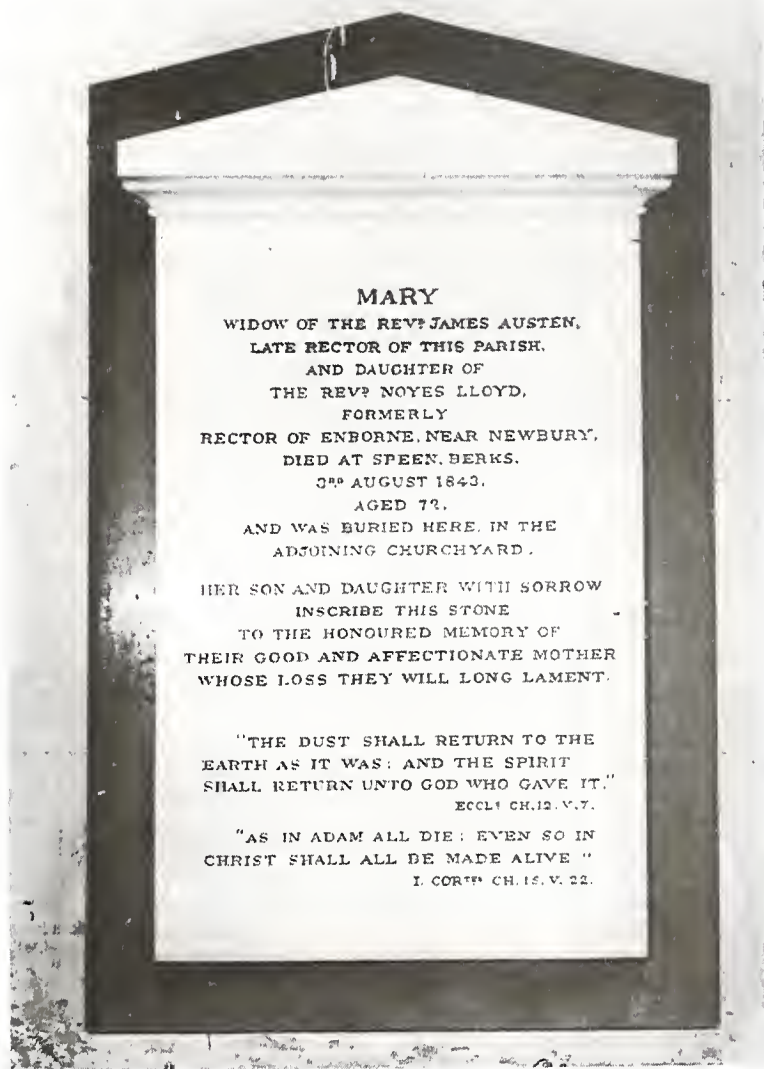 MARY
WIDOW OF THE REVD JAMES AUSTEN,
LATE RECTOR OF THIS PARISH,
AND DAUGHTER OF
THE REVD NOYES LLOYD,
FORMERLY
RECTOR OF ENBORNE, NEAR NEWBURY,
DIED AT SPEEN, BERKS,
3RD AUGUST 1843,
AGED 72,
AND WAS BURIED HERE, IN THE
ADJOINING CHURCHYARD.
HER SON AND DAUGHTER WITH SORROW
INSCRIBE THIS STONE
TO THE HONOURED MEMORY OF
THEIR GOOD AND AFFECTIONATE MOTHER
WHOSE LOSS THEY WILL LONG LAMENT.
"THE DUST SHALL RETURN TO THE
EARTH AS IT WAS: AND THE SPIRIT
SHALL RETURN UNTO GOD WHO GAVE IT."
ECCLS CH.12.V.7.
"AS IN ADAM ALL DIE: EVEN SO IN
CHRIST SHALL ALL BE MADE ALIVE"
I. CORTHS CH.15.V.22.